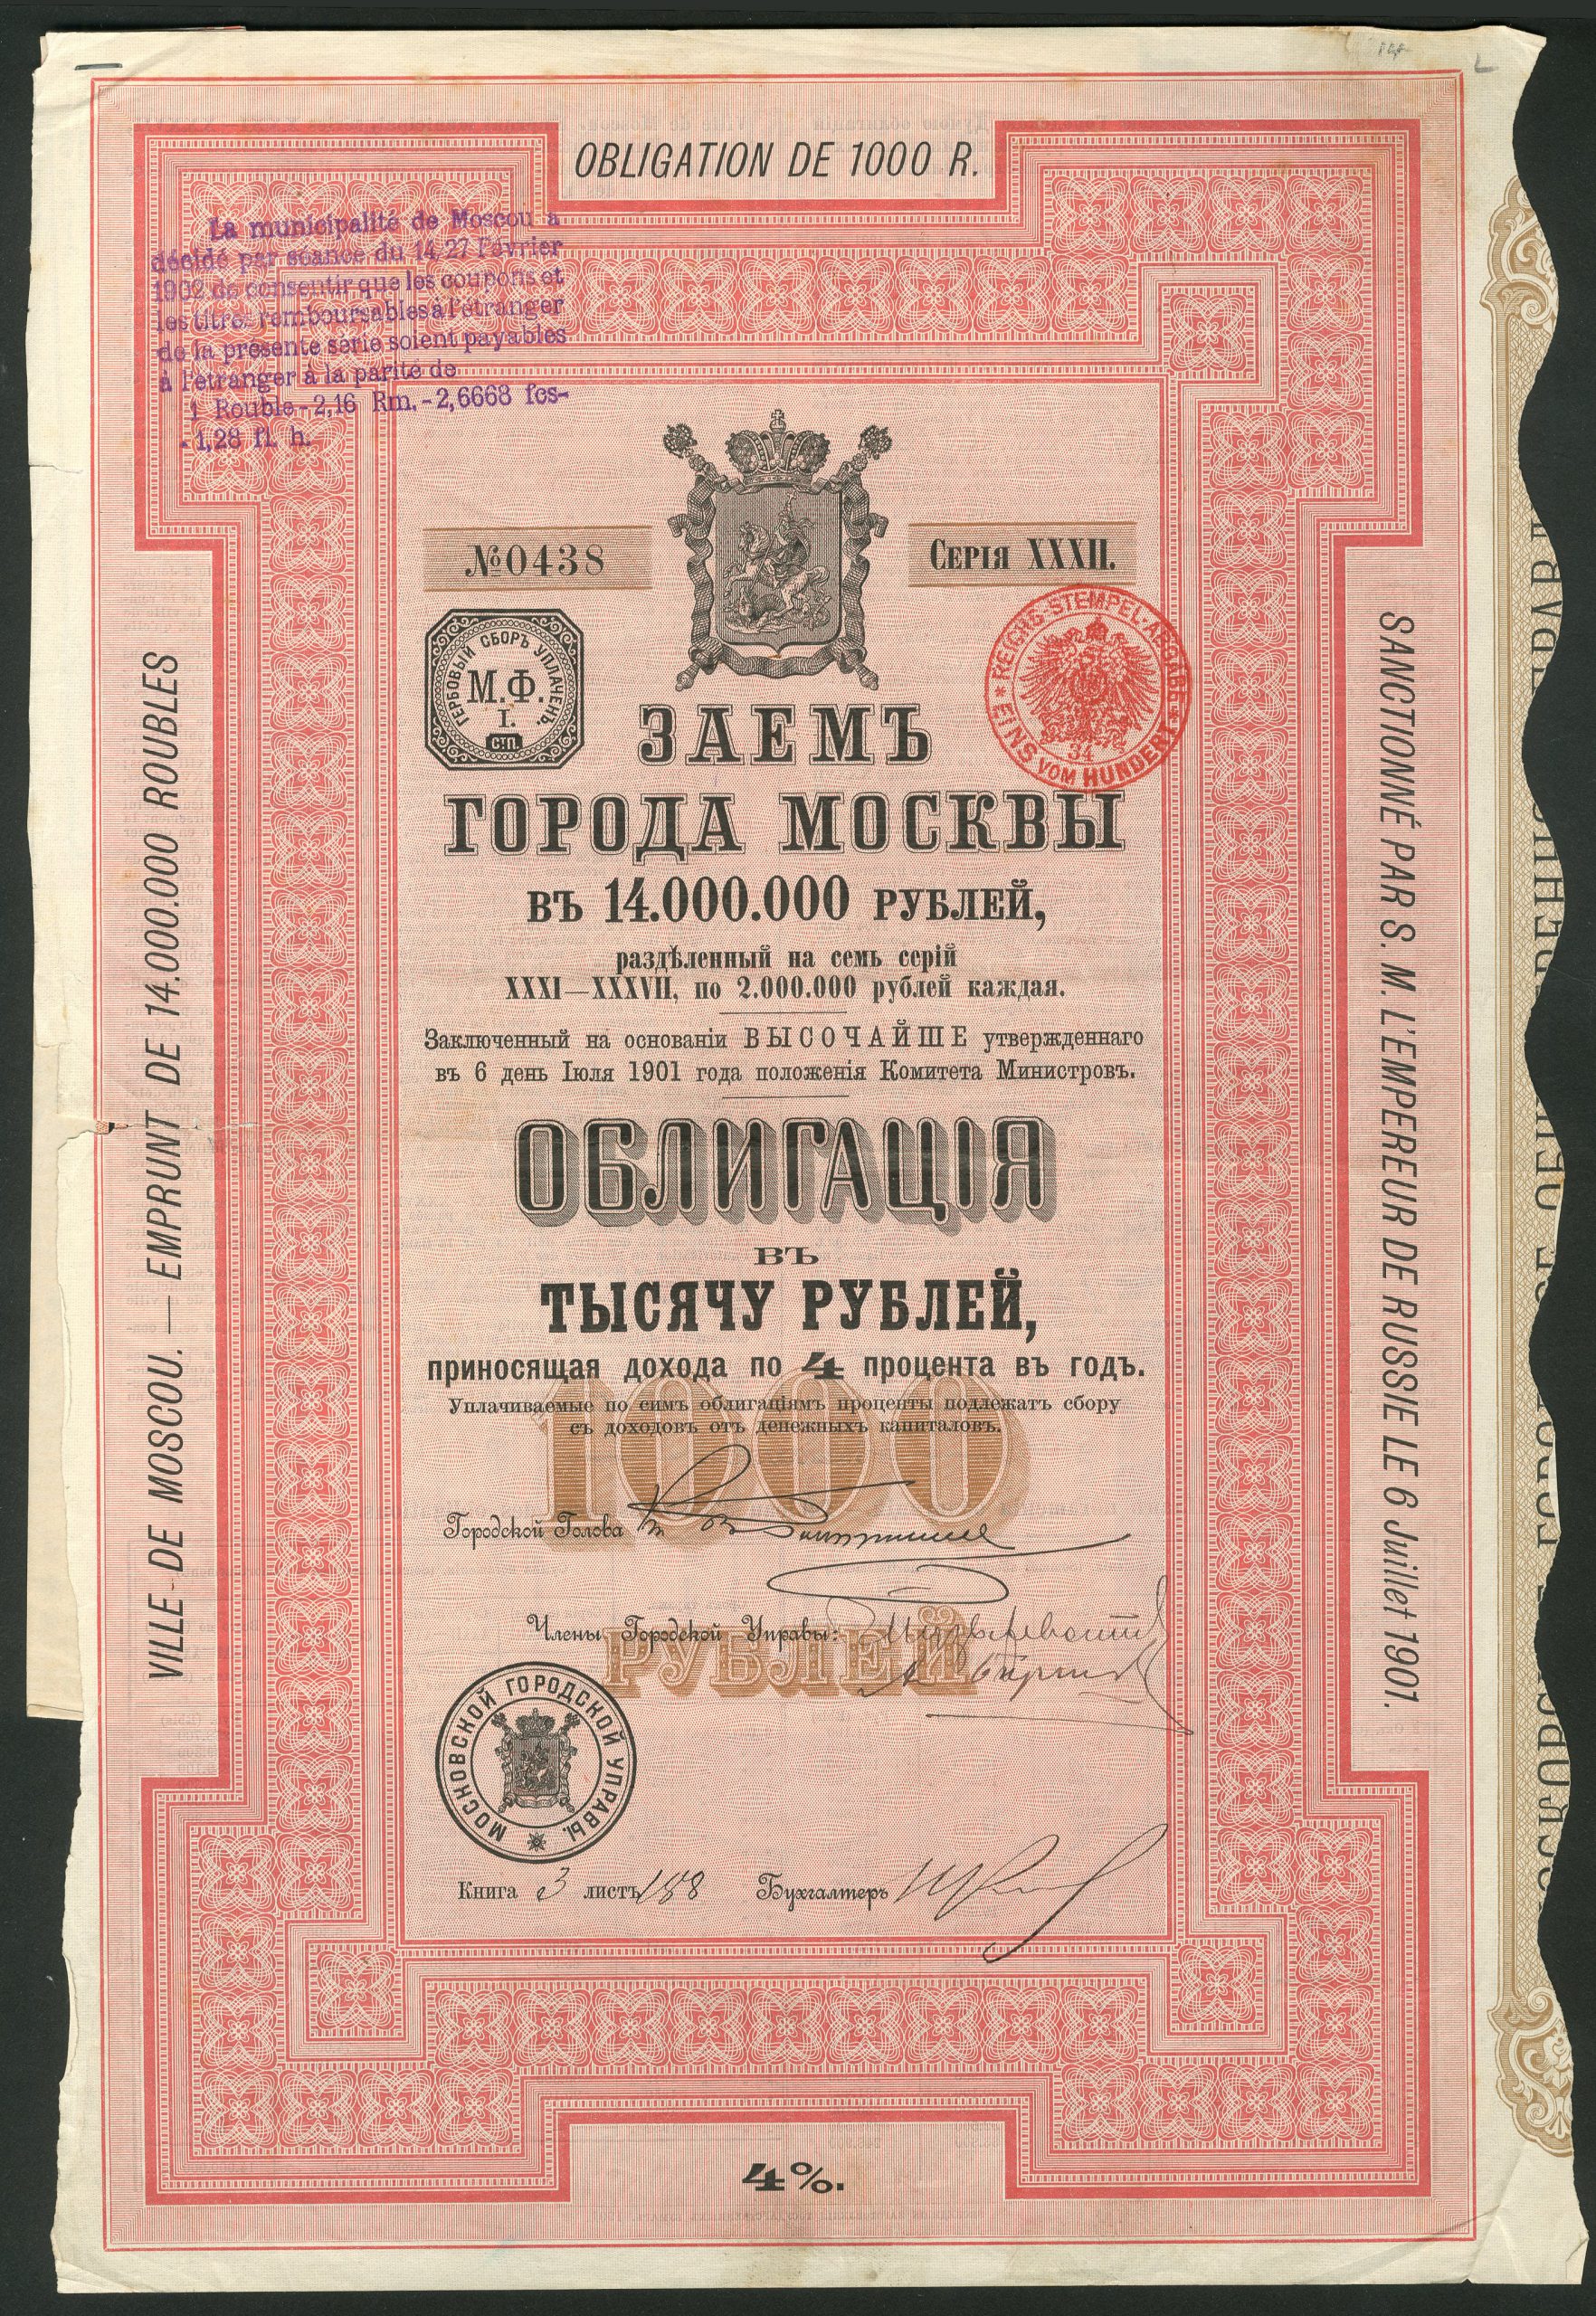 OBLIGATION DE 1000 R.
La municipalité de Moscou a
décidé par séance du 14/27 Février
1902 de consentir que les coupons et
les titres remboursables à l'étranger
de la présente série soient payables
à l'étranger à la parité de
1 Rouble-2,16 Rm.-2,6668 fcs-
-1,28 fl. h.
№ 0438
Серія XXXII.
ГЕРБОВЫЙ СБОРЪ УПЛАЧЕНЪ.
М.Ф.
I.
С.П.
REICHS-STEMPEL-ABGABE
* EINS VOM HUNDERT *
34
ЗАЕМЪ
ГОРОДА МОСКВЫ
въ 14.000.000 рублей,
раздѣленный на семь серій
XXXI—XXXVII, по 2.000.000 рублей каждая.
Заключенный на основаніи ВЫСОЧАЙШЕ утвержденнаго
въ 6 день Іюля 1901 года положенія Комитета Министровъ.
ОБЛИГАЦІЯ
ВЪ
ТЫСЯЧУ РУБЛЕЙ,
приносящая дохода по 4 процента въ годъ.
Уплачиваемые по симъ облигаціямъ проценты подлежатъ сбору
съ доходовъ отъ денежныхъ капиталовъ.
1000
Городской Голова
Члены Городской Управы:
РУБЛЕЙ
МОСКОВСКОЙ ГОРОДСКОЙ УПРАВЫ.
Книга 3 листъ 188 Бухгалтеръ
4%.
VILLE DE MOSCOU. — EMPRUNT DE 14.000.000 ROUBLES
SANCTIONNÉ PAR S. M. L'EMPEREUR DE RUSSIE LE 6 Juillet 1901.